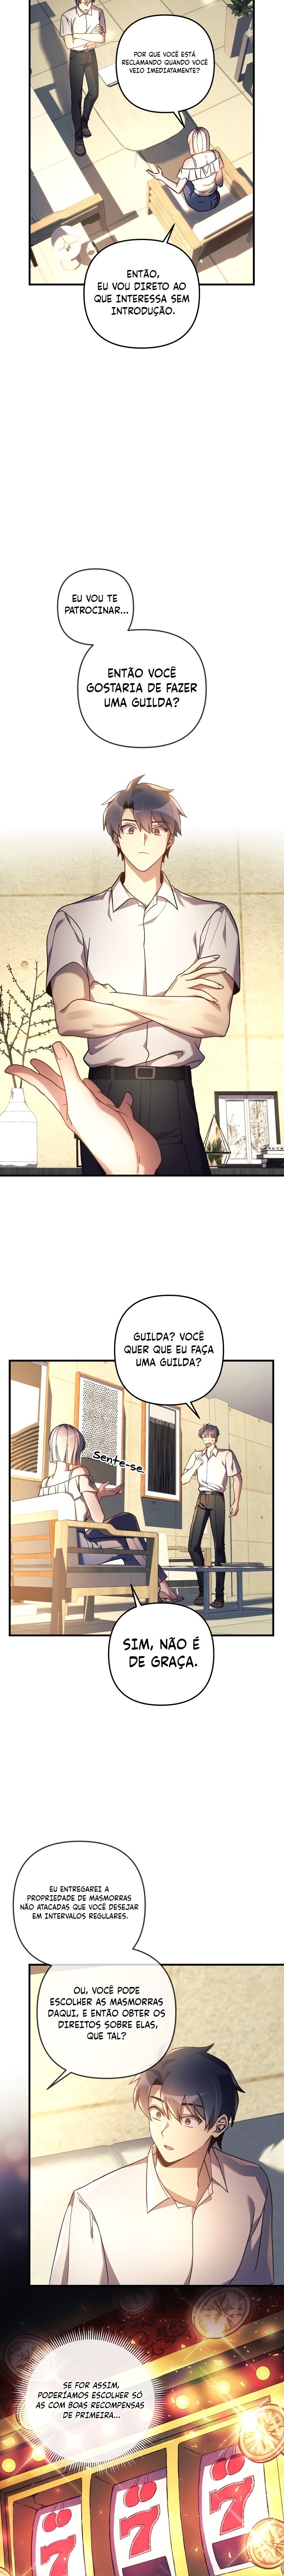 POR QUE VOCÊ ESTÁ
RECLAMANDO QUANDO VOCÊ
VEIO IMEDIATAMENTE?
ENTÃO,
EU VOU DIRETO AO
QUE INTERESSA SEM
INTRODUÇÃO.
EU VOU TE
PATROCINAR...
ENTÃO VOCÊ
GOSTARIA DE FAZER
UMA GUILDA?
GUILDA? VOCÊ
QUER QUE EU FAÇA
UMA GUILDA?
Sente-se.
SIM, NÃO É
DE GRAÇA.
EU ENTREGAREI A
PROPRIEDADE DE MASMORRAS
NÃO ATACADAS QUE VOCÊ DESEJAR
EM INTERVALOS REGULARES.
OU, VOCÊ PODE
ESCOLHER AS MASMORRAS
DAQUI, E ENTÃO OBTER OS
DIREITOS SOBRE ELAS,
QUE TAL?
SE FOR ASSIM,
PODERÍAMOS ESCOLHER SÓ
AS COM BOAS RECOMPENSAS
DE PRIMEIRA...
7 7 7